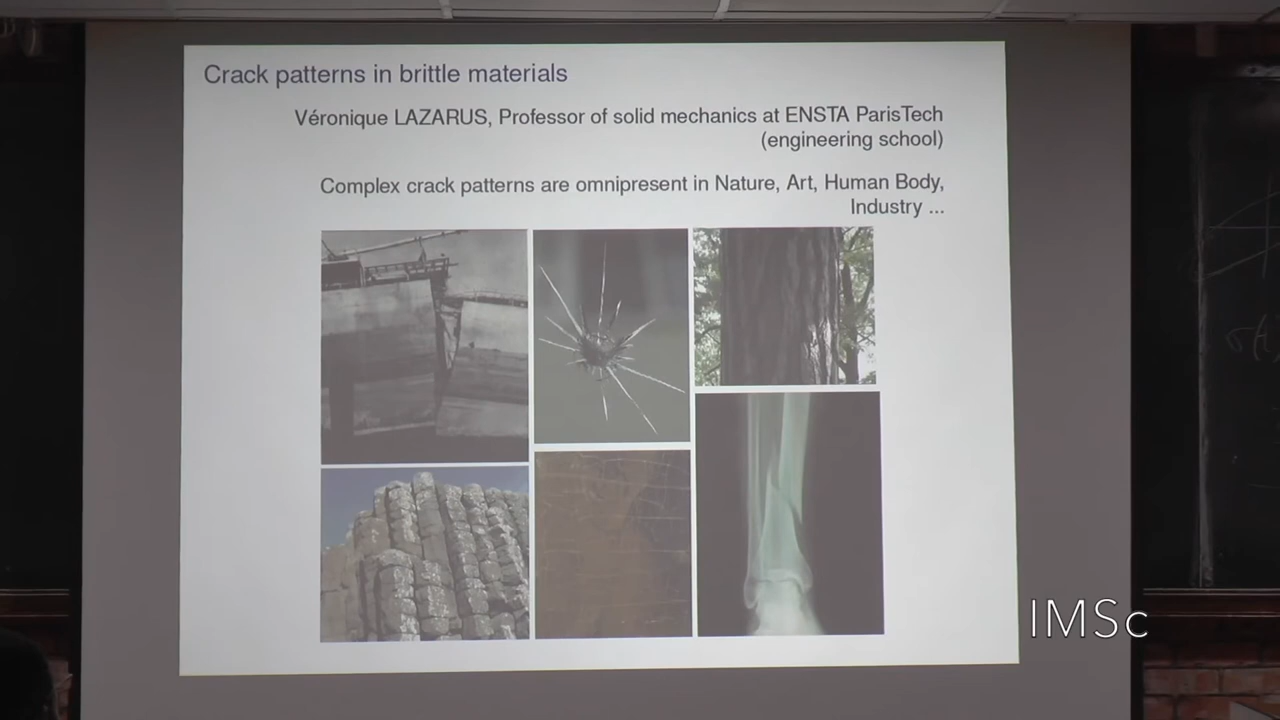 Crack patterns in brittle materials
Véronique LAZARUS, Professor of solid mechanics at ENSTA ParisTech
(engineering school)
Complex crack patterns are omnipresent in Nature, Art, Human Body,
Industry ...
IMSc